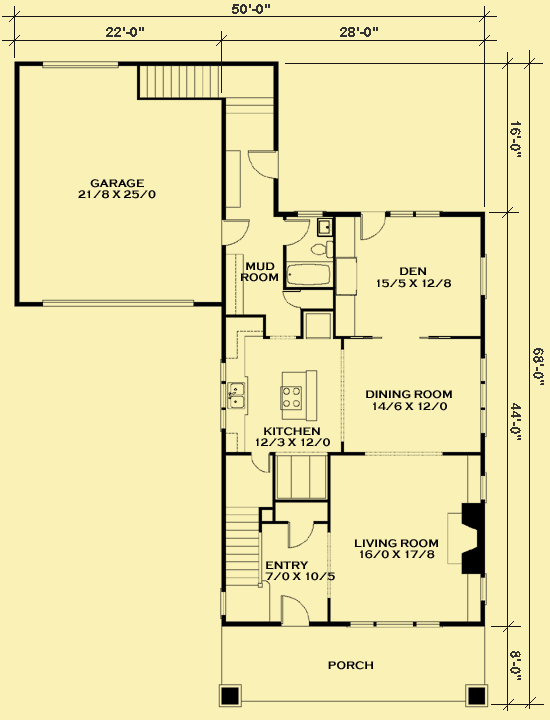 50'-0"
22'-0"
28'-0"
16'-0"
GARAGE
21/8 X 25/0
MUD
ROOM
DEN
15/5 X 12/8
68'-0"
44'-0"
DINING ROOM
14/6 X 12/0
KITCHEN
12/3 X 12/0
LIVING ROOM
16/0 X 17/8
ENTRY
7/0 X 10/5
PORCH
8'-0"